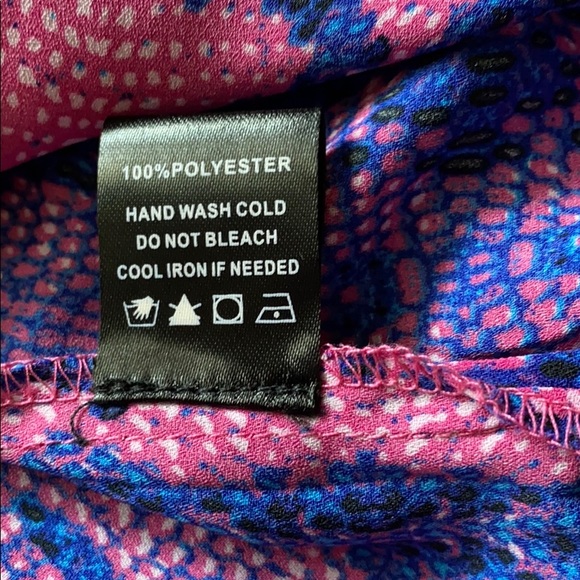 100%POLYESTER
HAND WASH COLD
DO NOT BLEACH
COOL IRON IF NEEDED